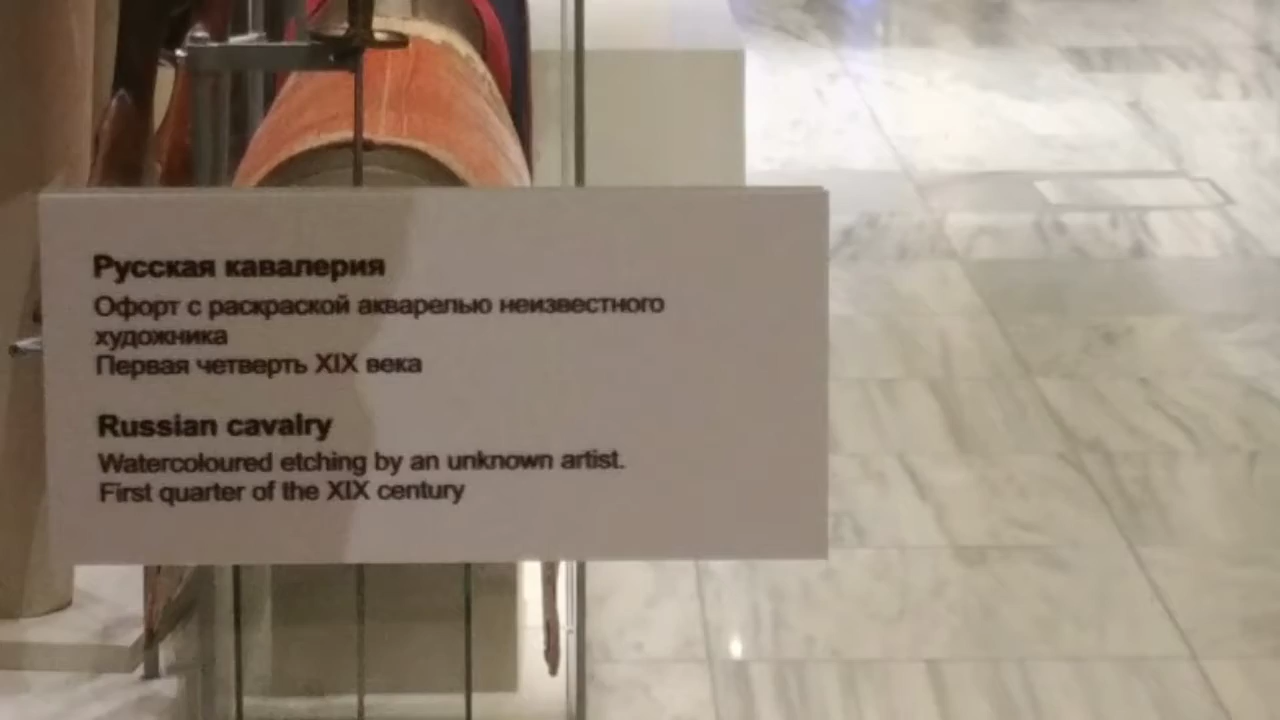 Русская кавалерия
Офорт с раскраской акварелью неизвестного
художника
Первая четверть XIX века
Russian cavalry
Watercoloured etching by an unknown artist.
First quarter of the XIX century